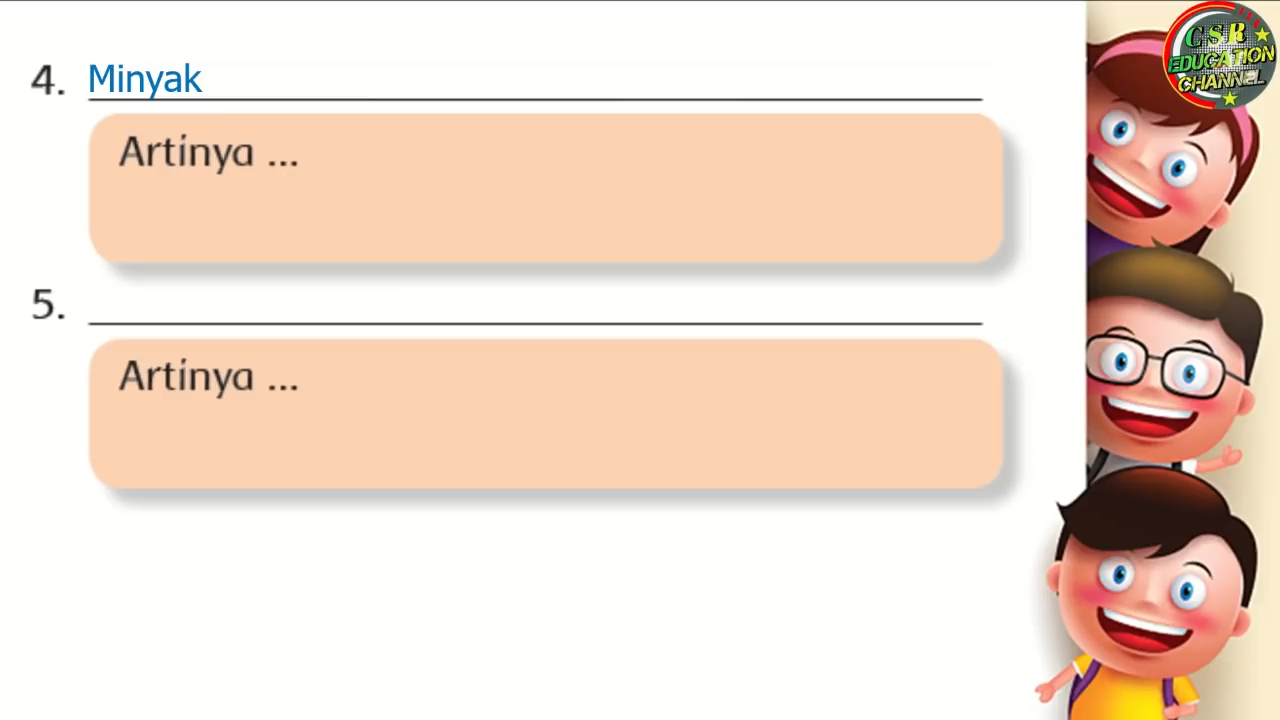 4. Minyak
Artinya ...
5.
Artinya ...
CSR
EDUCATION
CHANNEL